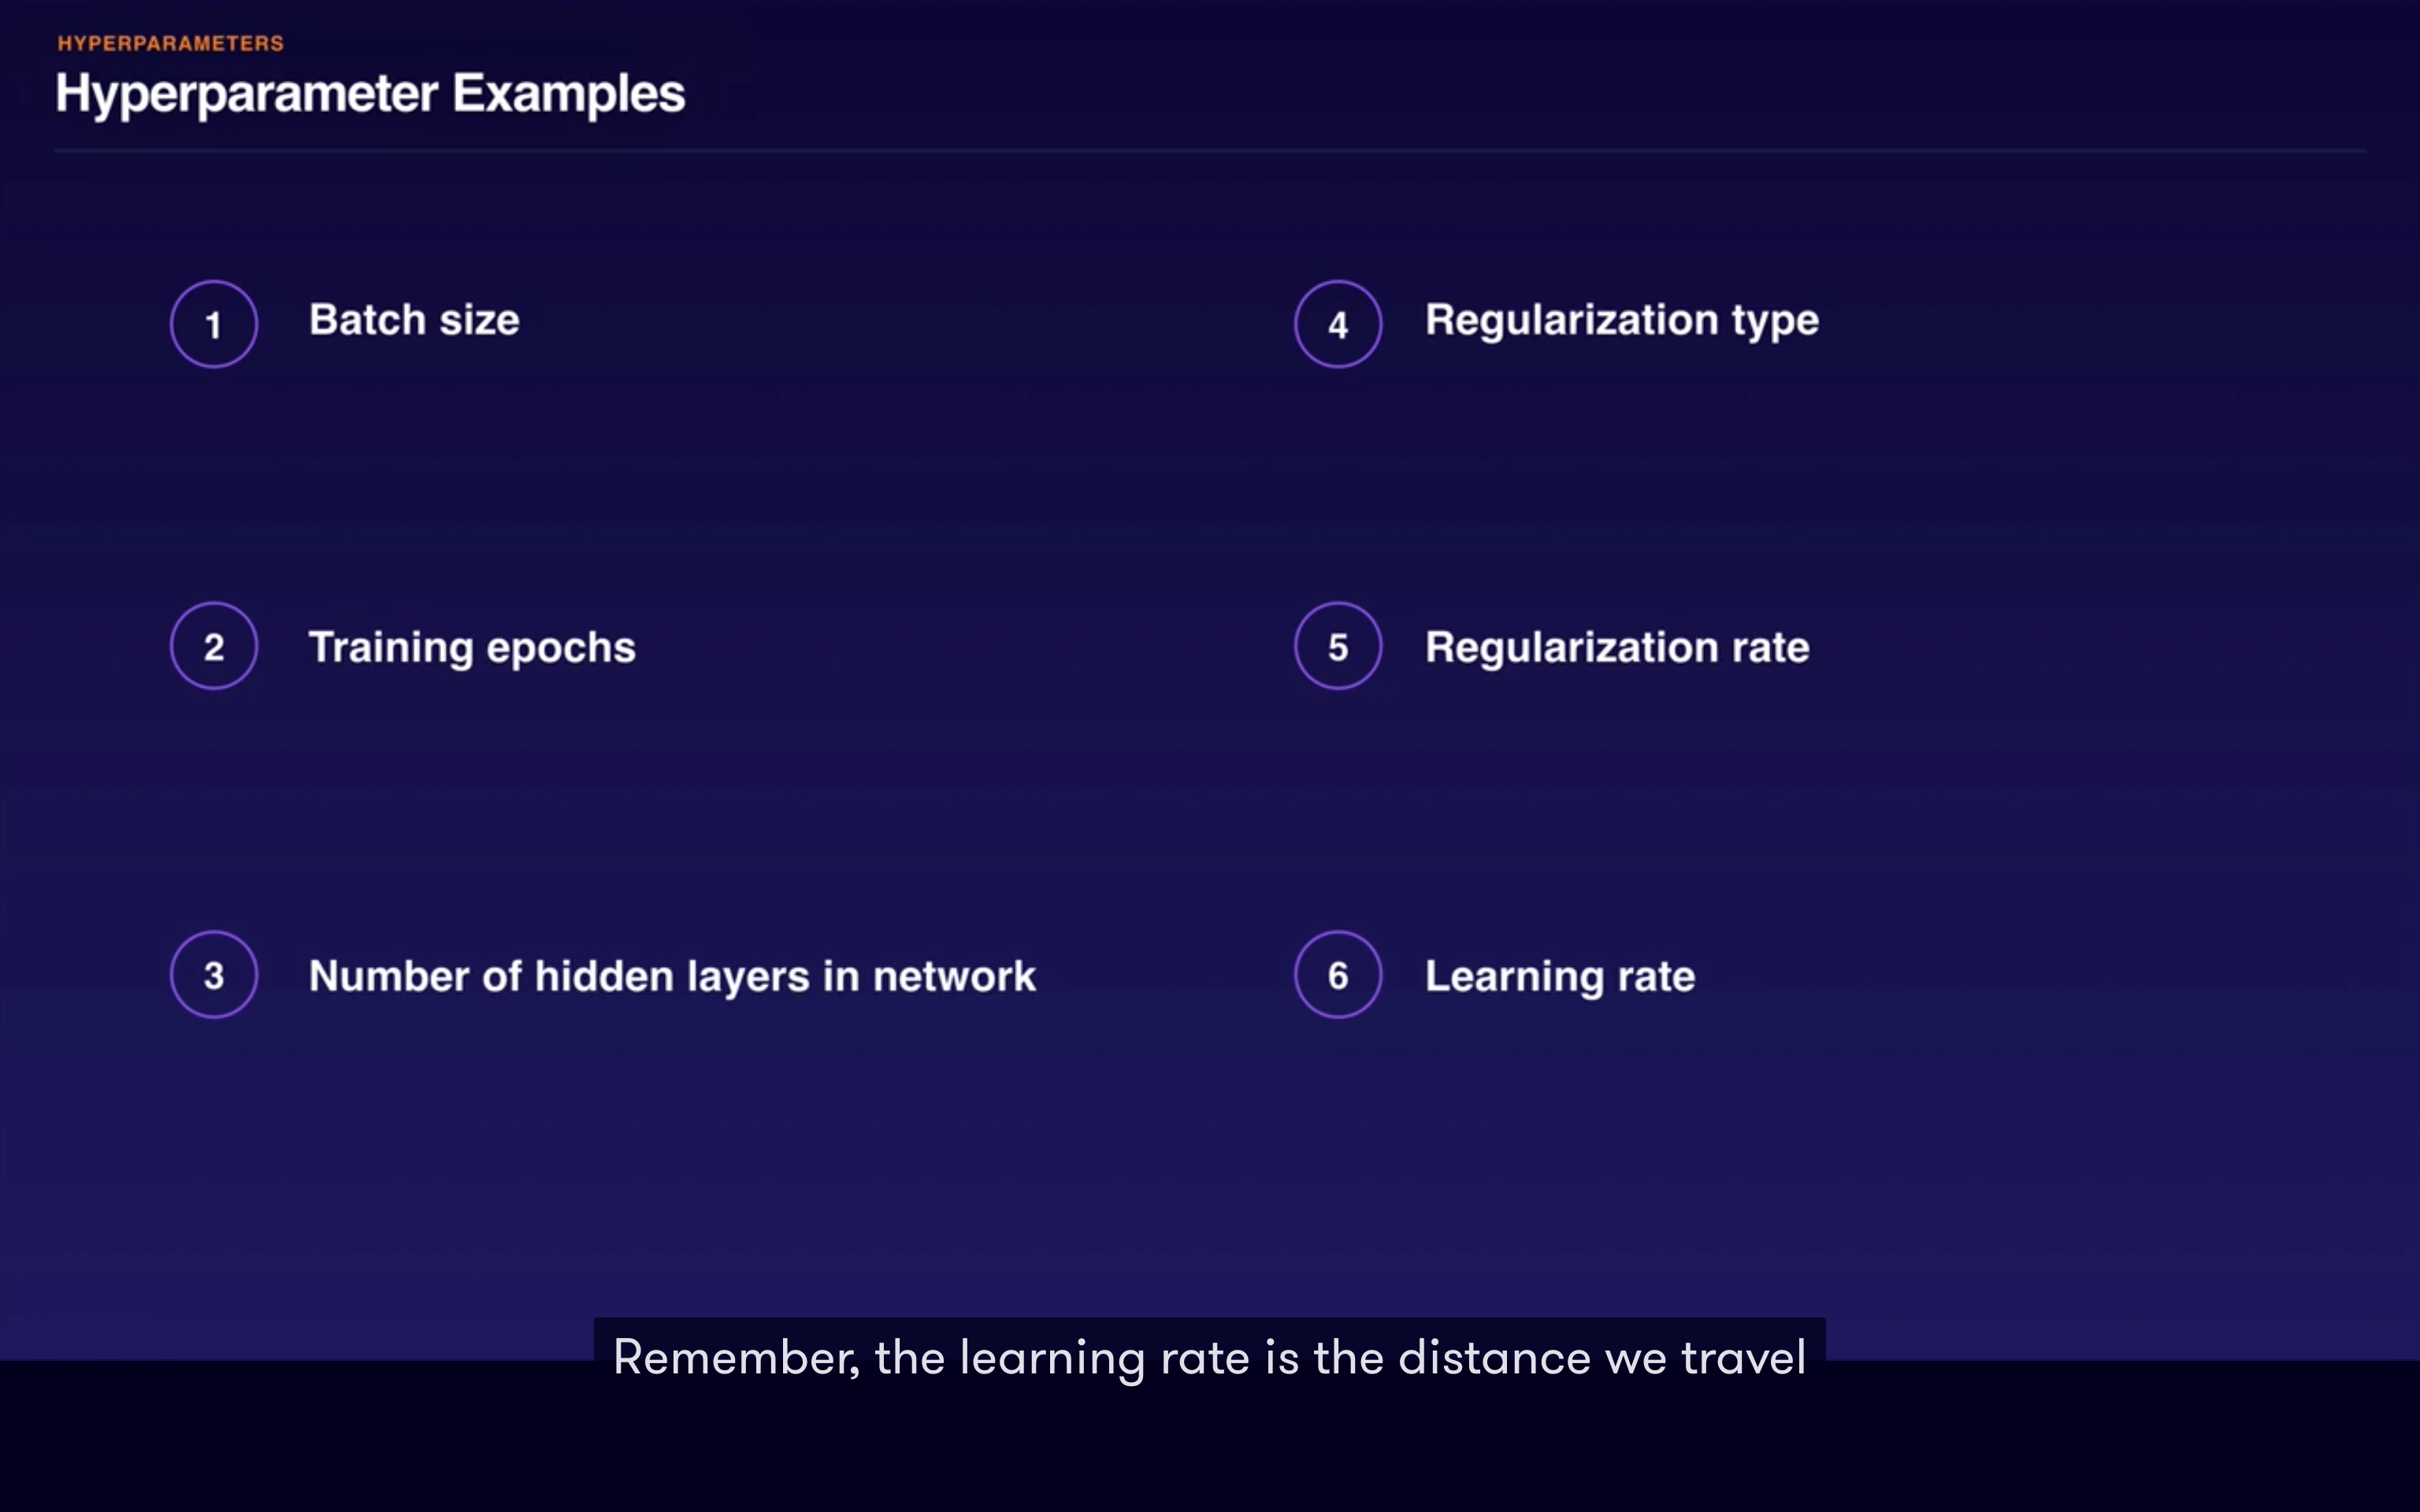 HYPERPARAMETERS
Hyperparameter Examples
1 Batch size
2 Training epochs
3 Number of hidden layers in network
4 Regularization type
5 Regularization rate
6 Learning rate
Remember, the learning rate is the distance we travel